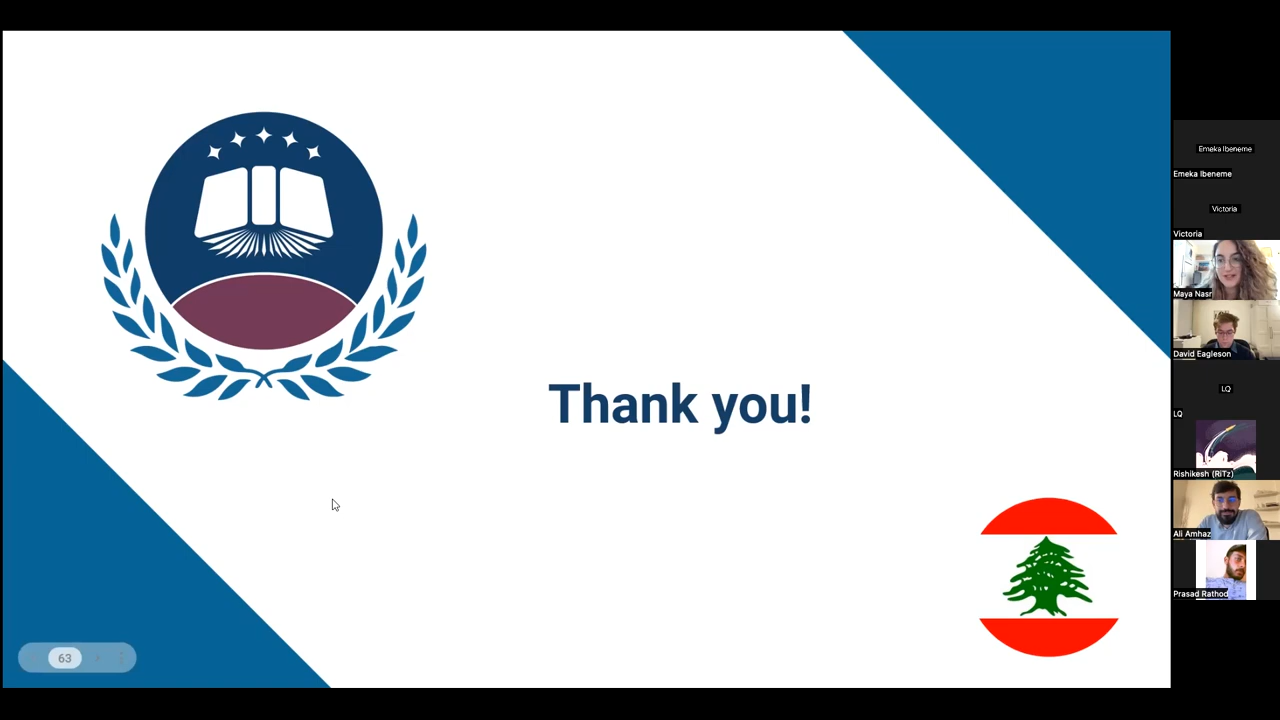 Thank you!
63
Emeka Ibeneme
Emeka Ibeneme
Victoria
Victoria
Maya Nasr
David Eagleson
LQ
LQ
Rishikesh (RiTz)
Ali Amhaz
Prasad Rathod